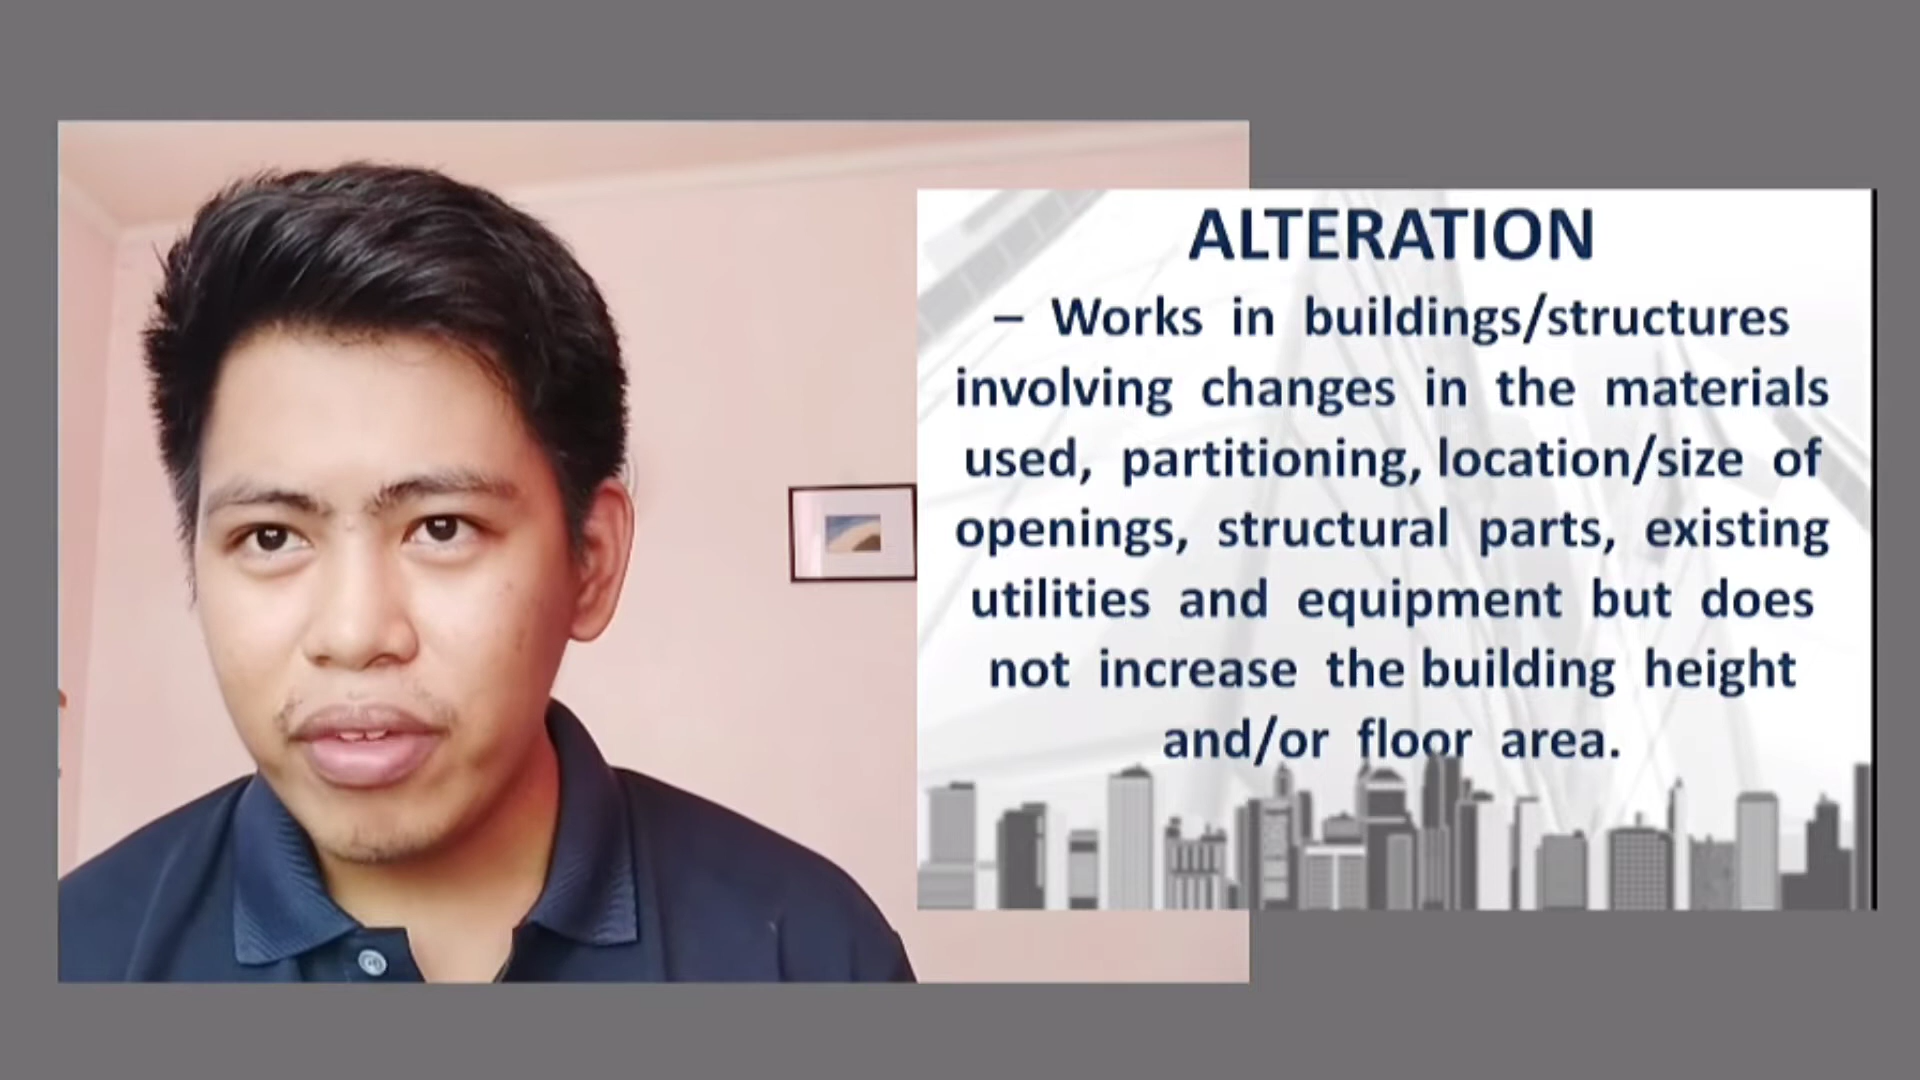 ALTERATION
– Works in buildings/structures
involving changes in the materials
used, partitioning, location/size of
openings, structural parts, existing
utilities and equipment but does
not increase the building height
and/or floor area.